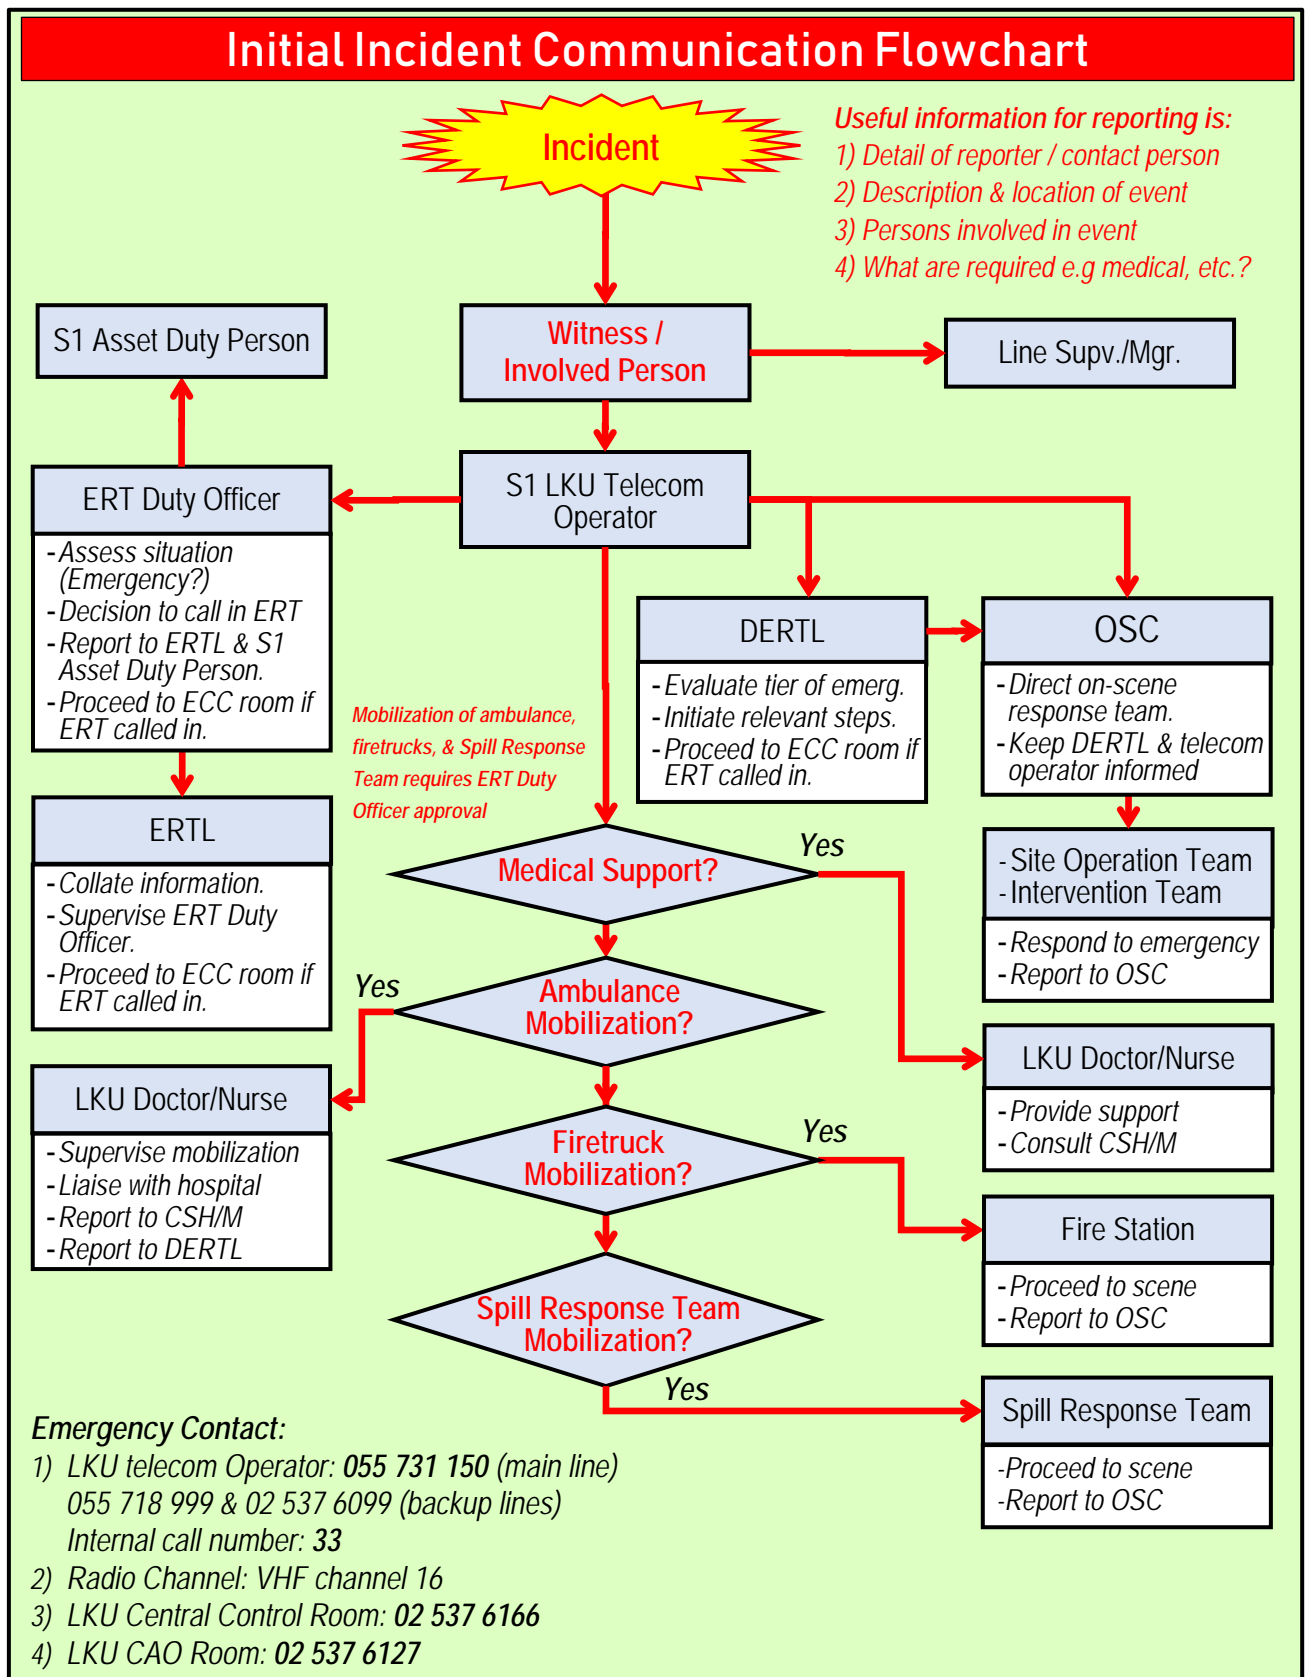 Initial Incident Communication Flowchart
Incident
Useful information for reporting is:
1) Detail of reporter / contact person
2) Description & location of event
3) Persons involved in event
4) What are required e.g medical, etc.?
S1 Asset Duty Person
Witness /
Involved Person
Line Supv./Mgr.
ERT Duty Officer
- Assess situation
(Emergency?)
- Decision to call in ERT
- Report to ERTL & S1
Asset Duty Person.
- Proceed to ECC room if
ERT called in.
S1 LKU Telecom
Operator
DERTL
- Evaluate tier of emerg.
- Initiate relevant steps.
- Proceed to ECC room if
ERT called in.
OSC
- Direct on-scene
response team.
- Keep DERTL & telecom
operator informed
Mobilization of ambulance,
firetrucks, & Spill Response
Team requires ERT Duty
Officer approval
ERTL
- Collate information.
- Supervise ERT Duty
Officer.
- Proceed to ECC room if
ERT called in.
Medical Support?
Yes
- Site Operation Team
- Intervention Team
- Respond to emergency
- Report to OSC
Ambulance
Mobilization?
Yes
LKU Doctor/Nurse
- Supervise mobilization
- Liaise with hospital
- Report to CSH/M
- Report to DERTL
LKU Doctor/Nurse
- Provide support
- Consult CSH/M
Firetruck
Mobilization?
Yes
Fire Station
- Proceed to scene
- Report to OSC
Spill Response Team
Mobilization?
Yes
Spill Response Team
-Proceed to scene
-Report to OSC
Emergency Contact:
1) LKU telecom Operator: 055 731 150 (main line)
055 718 999 & 02 537 6099 (backup lines)
Internal call number: 33
2) Radio Channel: VHF channel 16
3) LKU Central Control Room: 02 537 6166
4) LKU CAO Room: 02 537 6127